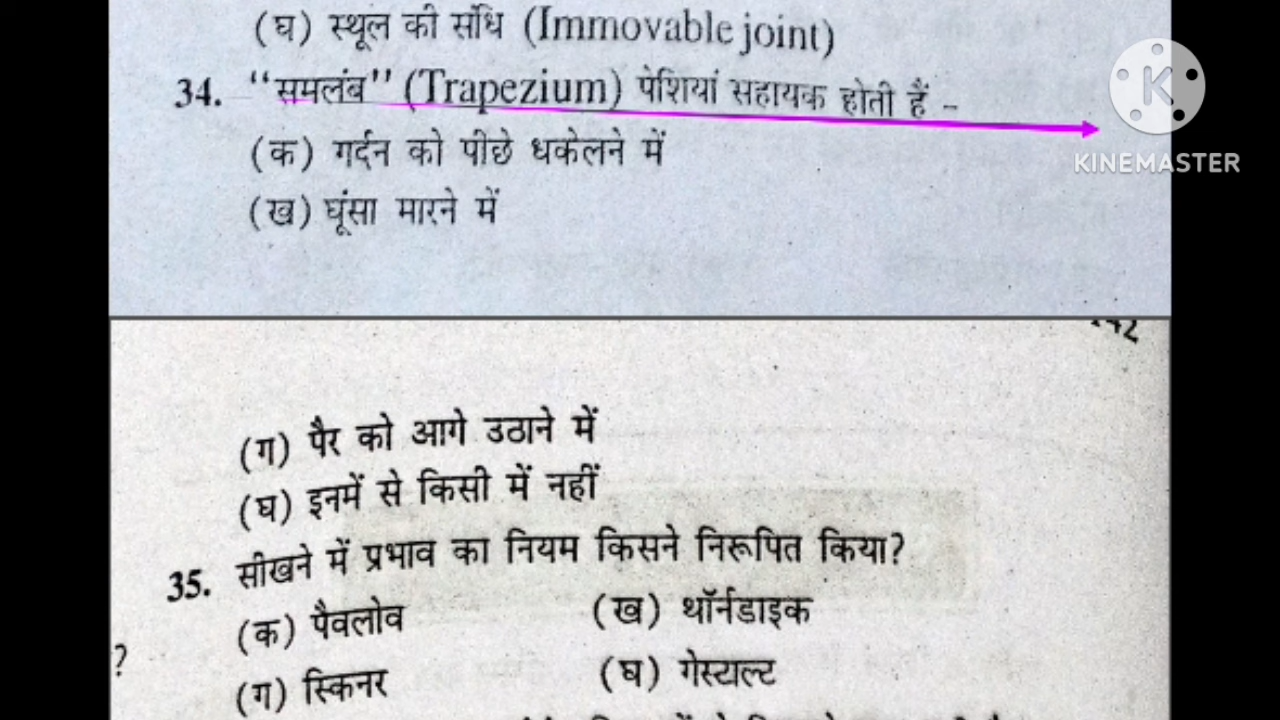 (घ) स्थूल की संधि (Immovable joint)
34. "समलंब" (Trapezium) पेशियां सहायक होती हैं -
KINEMASTER
(क) गर्दन को पीछे धकेलने में
(ख) घूंसा मारने में
(ग) पैर को आगे उठाने में
(घ) इनमें से किसी में नहीं
35. सीखने में प्रभाव का नियम किसने निरूपित किया?
(क) पैवलोव (ख) थॉर्नडाइक
?
(ग) स्किनर (घ) गेस्टाल्ट